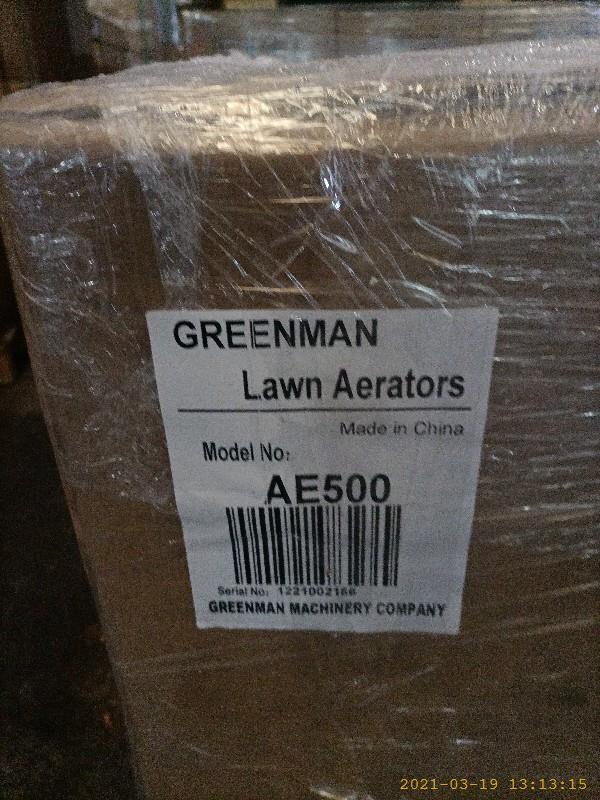 GREENMAN
Lawn Aerators
Made in China
Model No:
AE500
Serial No: 1221002166
GREENMAN MACHINERY COMPANY
2021-03-19 13:13:15